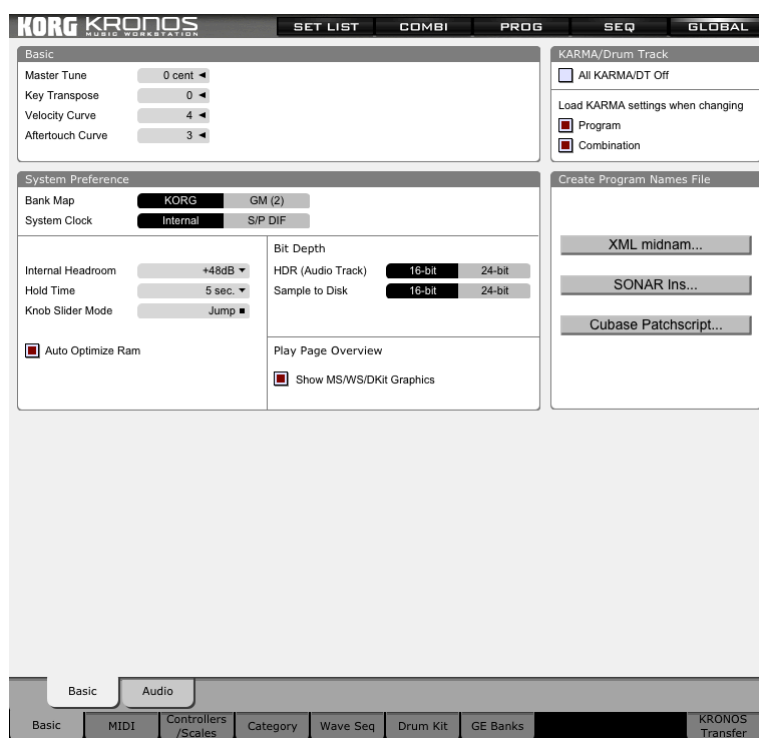 KORG KRONOS
MUSIC WORKSTATION
SET LIST COMBI PROG SEQ GLOBAL
Basic
Master Tune 0 cent
Key Transpose 0
Velocity Curve 4
Aftertouch Curve 3
KARMA/Drum Track
All KARMA/DT Off
Load KARMA settings when changing
Program
Combination
System Preference
Bank Map KORG GM (2)
System Clock Internal S/P DIF
Internal Headroom +48dB
Hold Time 5 sec.
Knob Slider Mode Jump
Auto Optimize Ram
Bit Depth
HDR (Audio Track) 16-bit 24-bit
Sample to Disk 16-bit 24-bit
Play Page Overview
Show MS/WS/DKit Graphics
Create Program Names File
XML midnam...
SONAR Ins...
Cubase Patchscript...
Basic Audio
Basic MIDI Controllers /Scales Category Wave Seq Drum Kit GE Banks KRONOS Transfer